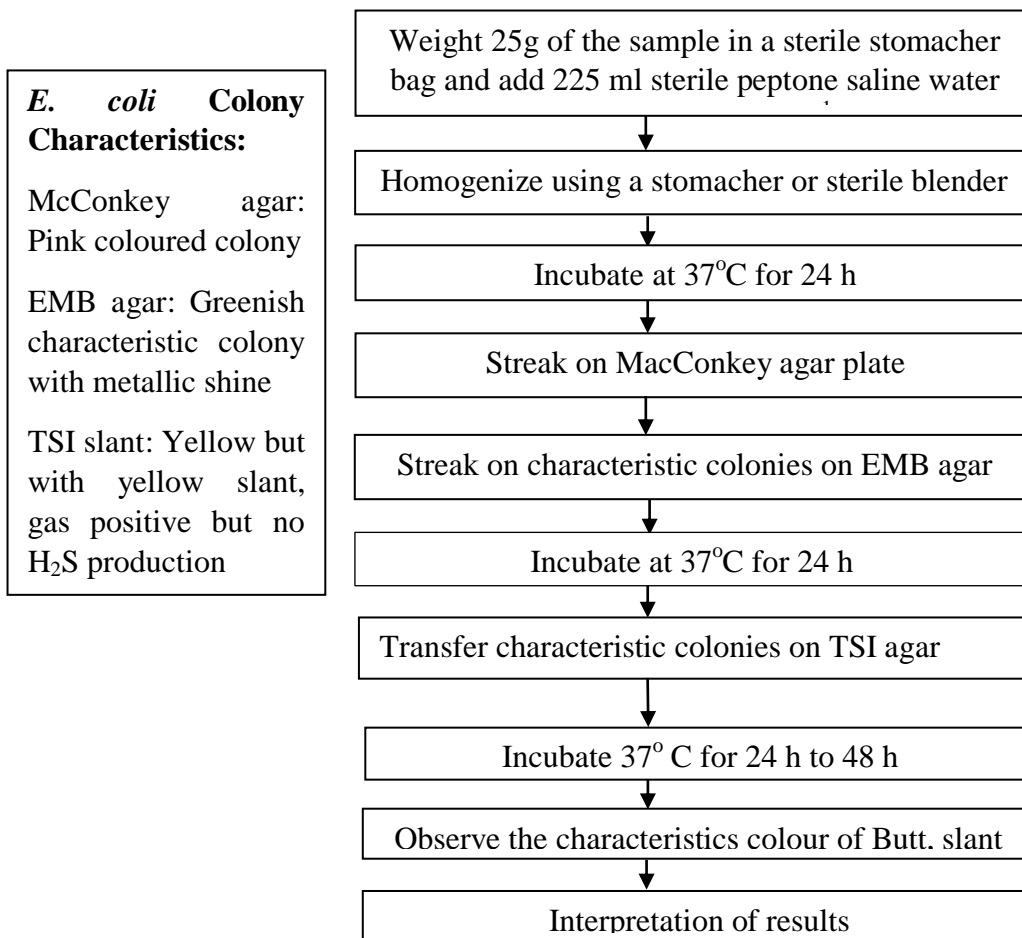 E. coli Colony
Characteristics:
McConkey agar:
Pink coloured colony
EMB agar: Greenish
characteristic colony
with metallic shine
TSI slant: Yellow but
with yellow slant,
gas positive but no
H₂S production
Weight 25g of the sample in a sterile stomacher
bag and add 225 ml sterile peptone saline water
Homogenize using a stomacher or sterile blender
Incubate at 37°C for 24 h
Streak on MacConkey agar plate
Streak on characteristic colonies on EMB agar
Incubate at 37°C for 24 h
Transfer characteristic colonies on TSI agar
Incubate 37° C for 24 h to 48 h
Observe the characteristics colour of Butt. slant
Interpretation of results